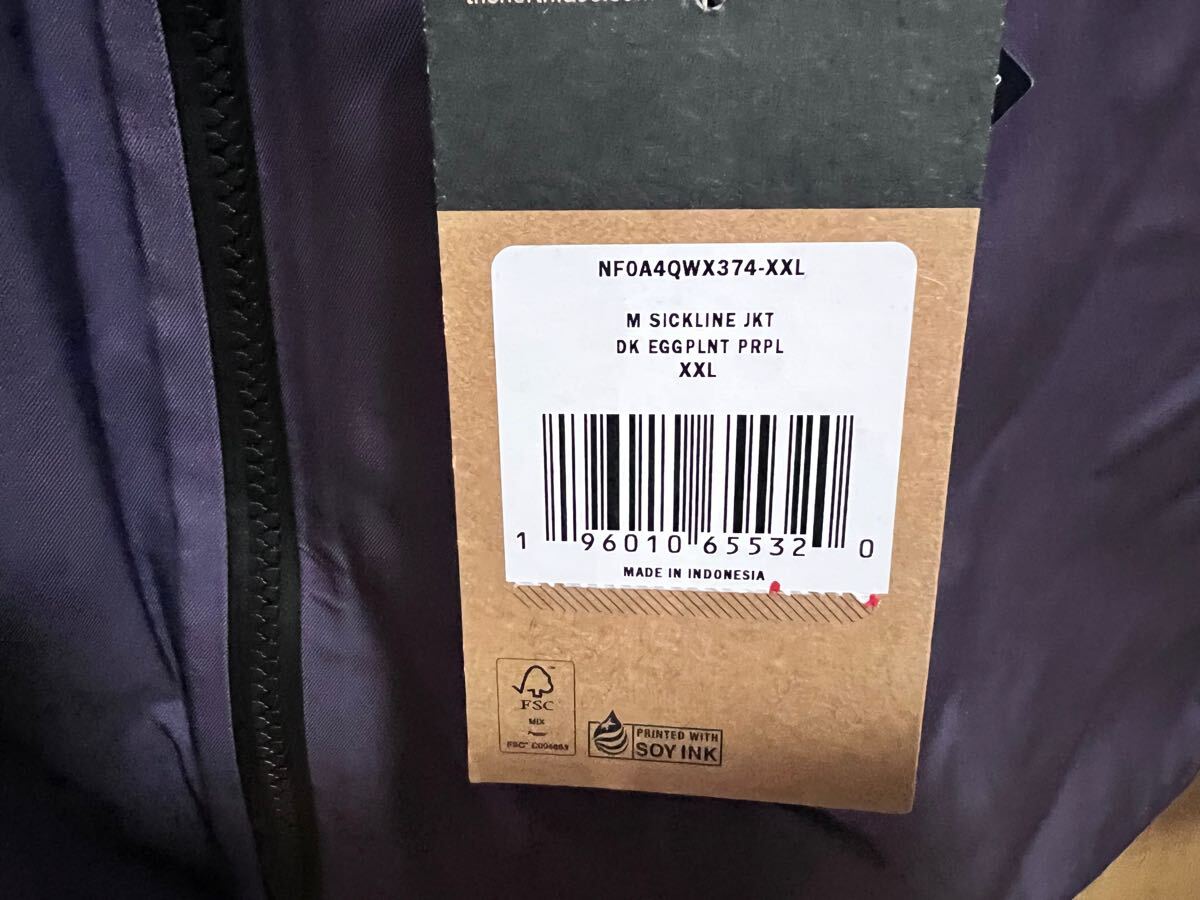 NF0A4QWX374-XXL
M SICKLINE JKT
DK EGGPLNT PRPL
XXL
1 96010 65532 0
MADE IN INDONESIA
FSC
MIX
PRINTED WITH
SOY INK